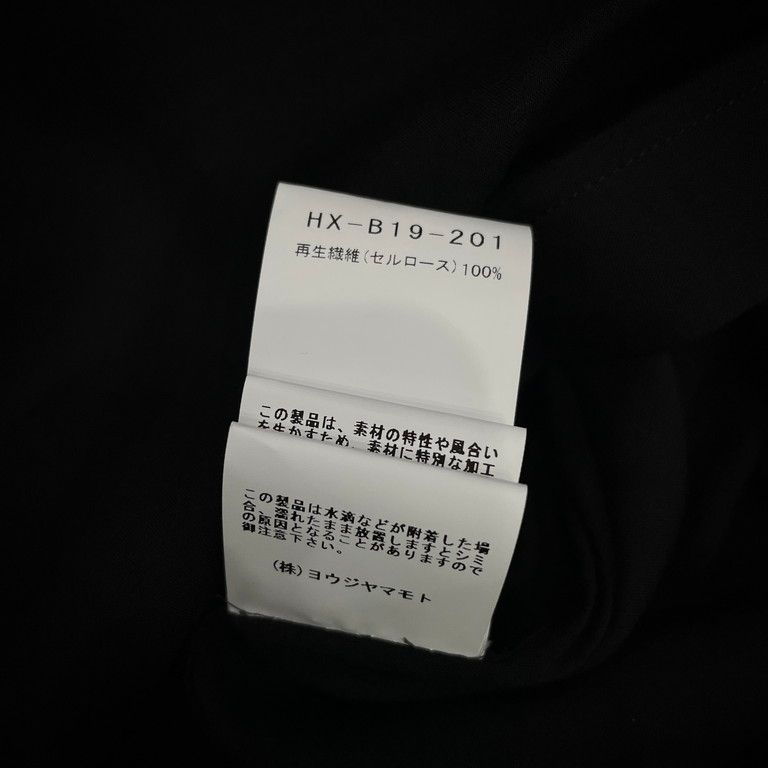 HX-B19-201
再生繊維(セルロース)100%
この製品は、素材の特性や風合い
を生かすため、素材に特別な加工
この製品は水滴などが附着した場
合、濡れたまま放置しますとシミで
の原因となることがありますの
御注意下さい。
(株)ヨウジヤマモト